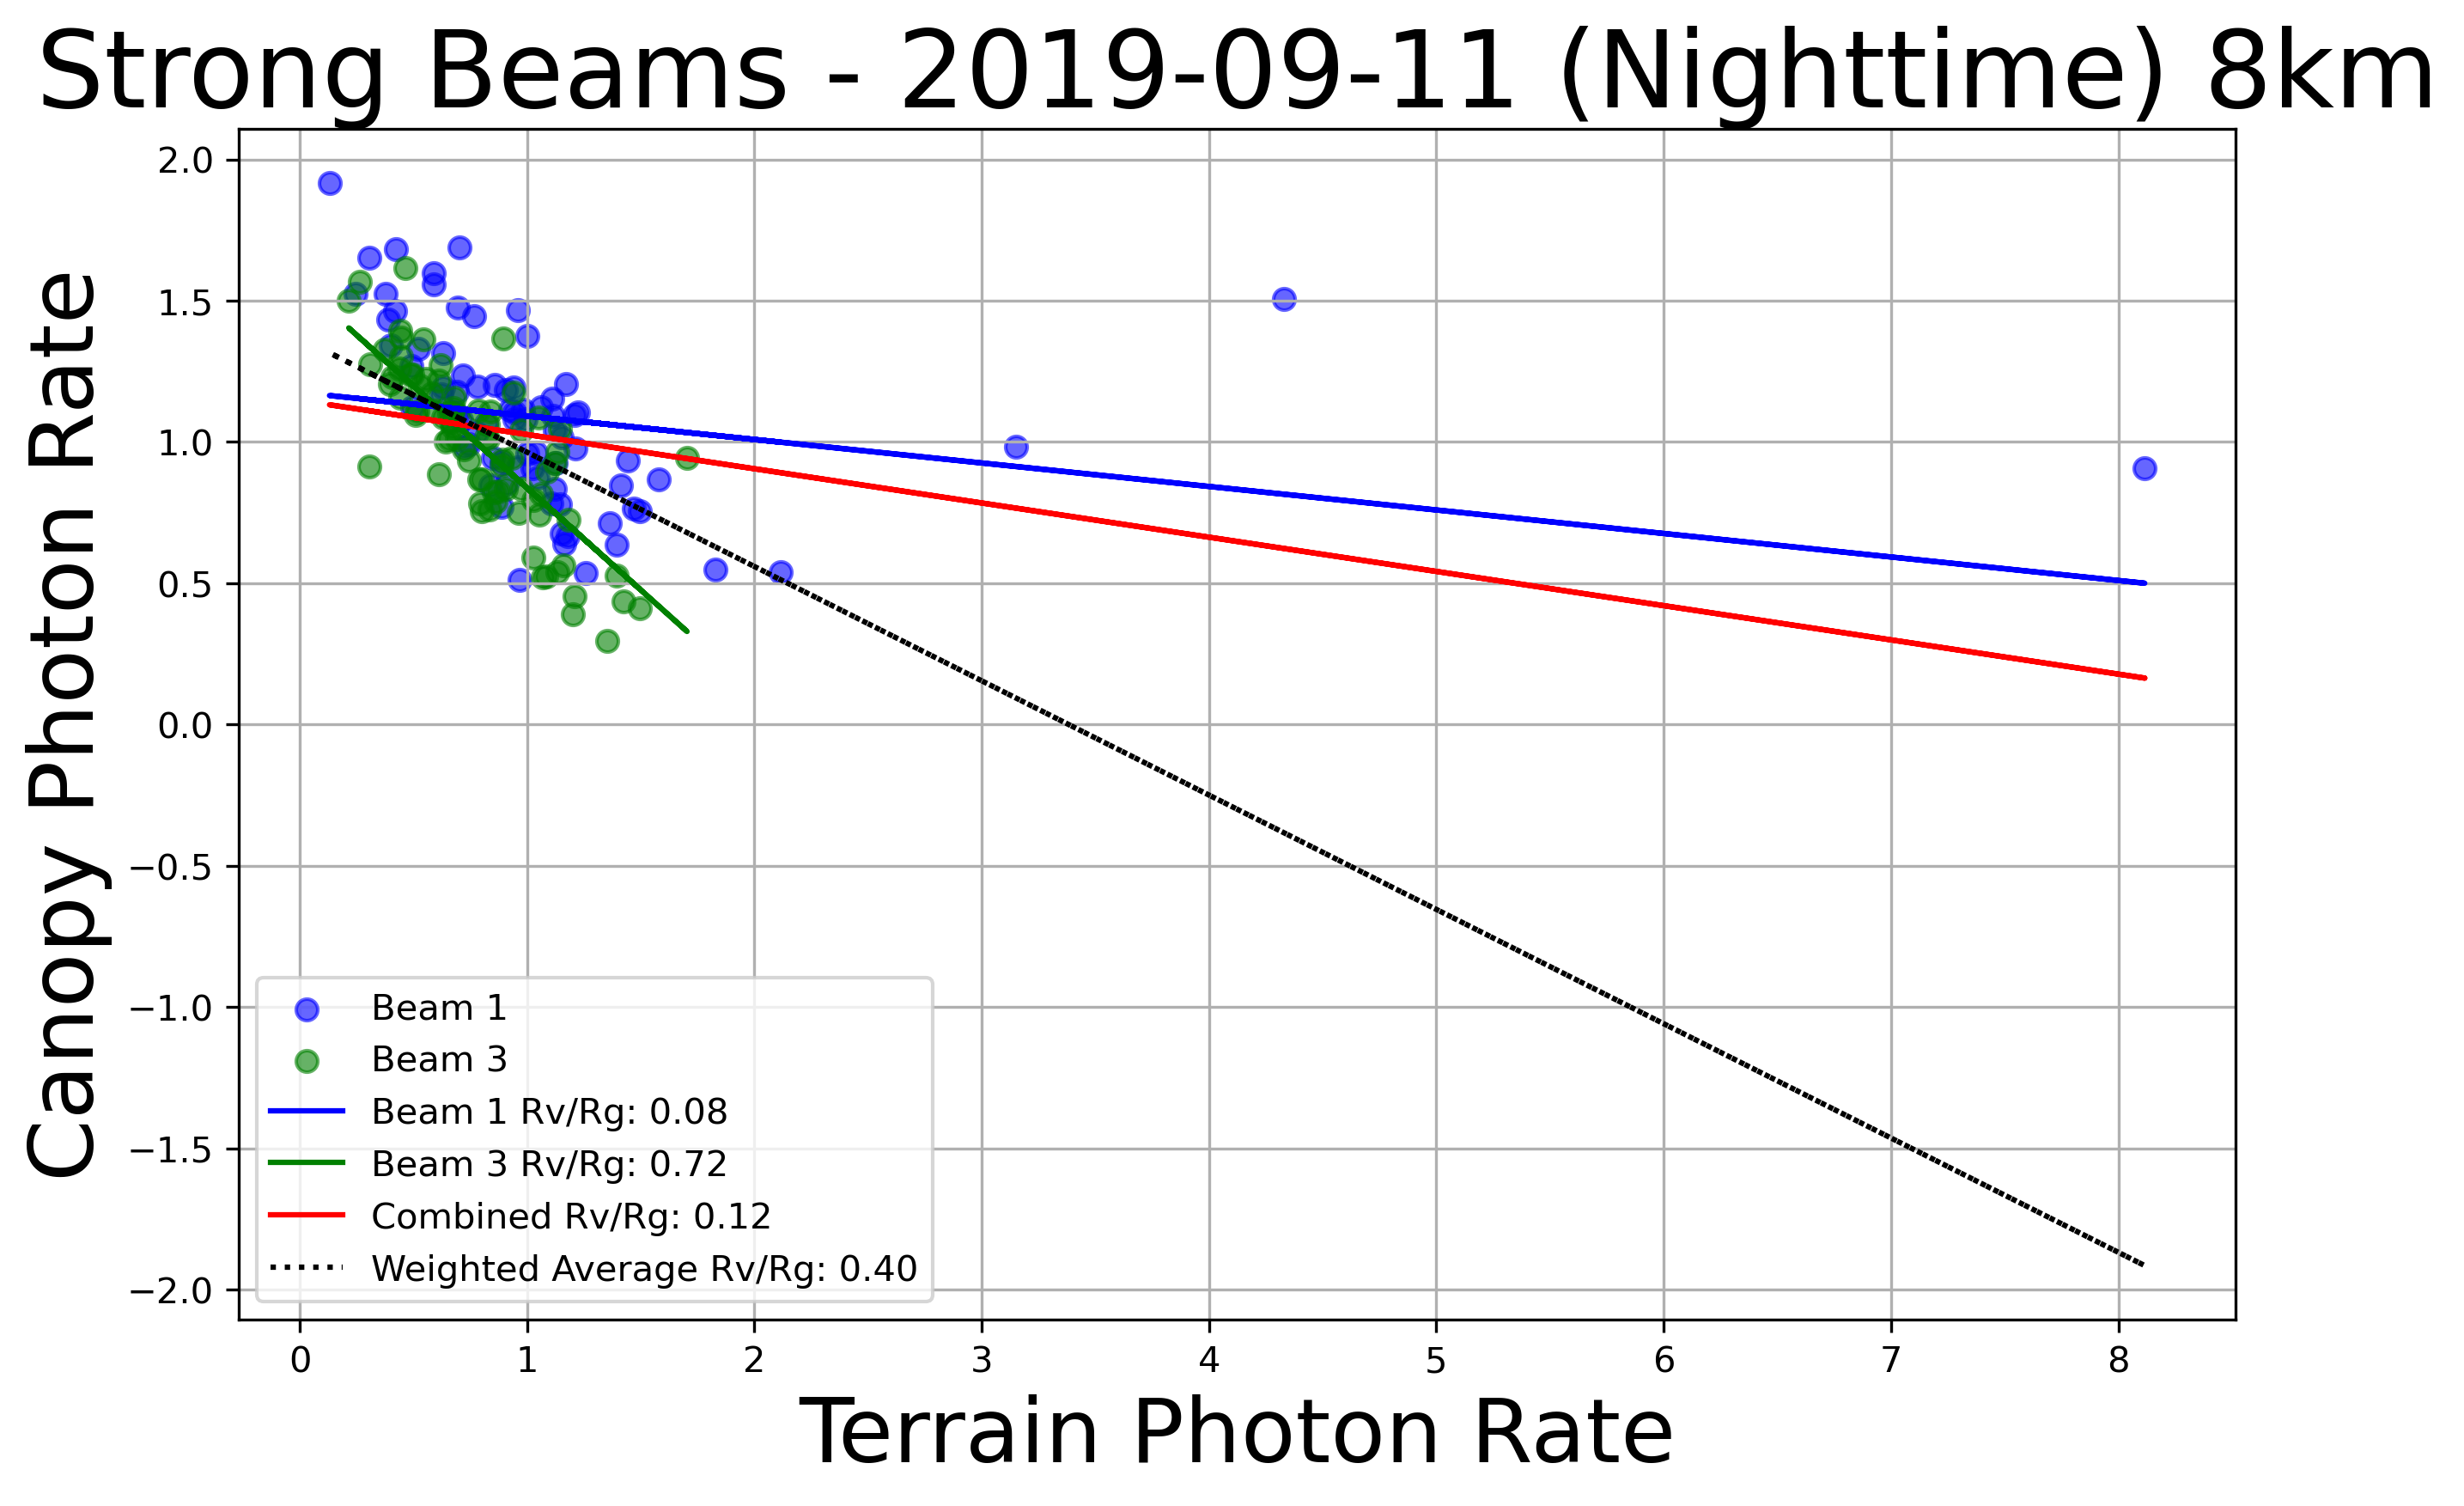 Strong Beams - 2019-09-11 (Nighttime) 8km
Canopy Photon Rate
2.0
1.5
1.0
0.5
0.0
−0.5
−1.0
−1.5
−2.0
Beam 1
Beam 3
Beam 1 Rv/Rg: 0.08
Beam 3 Rv/Rg: 0.72
Combined Rv/Rg: 0.12
Weighted Average Rv/Rg: 0.40
0 1 2 3 4 5 6 7 8
Terrain Photon Rate